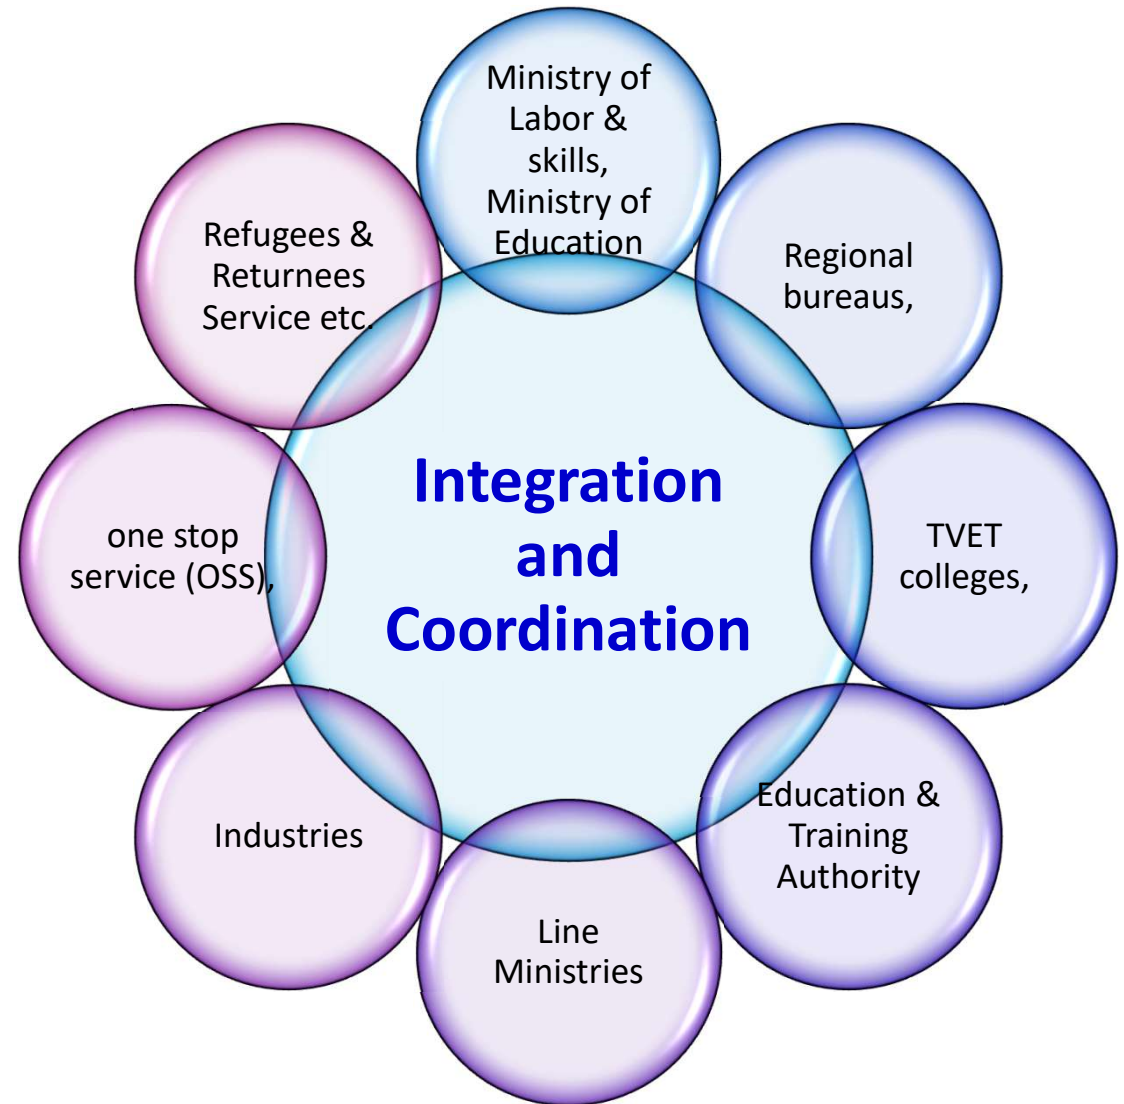 Ministry of
Labor &
skills,
Ministry of
Education
Regional
bureaus,
TVET
colleges,
Education &
Training
Authority
Line
Ministries
Industries
one stop
service (OSS),
Refugees &
Returnees
Service etc.
Integration
and
Coordination